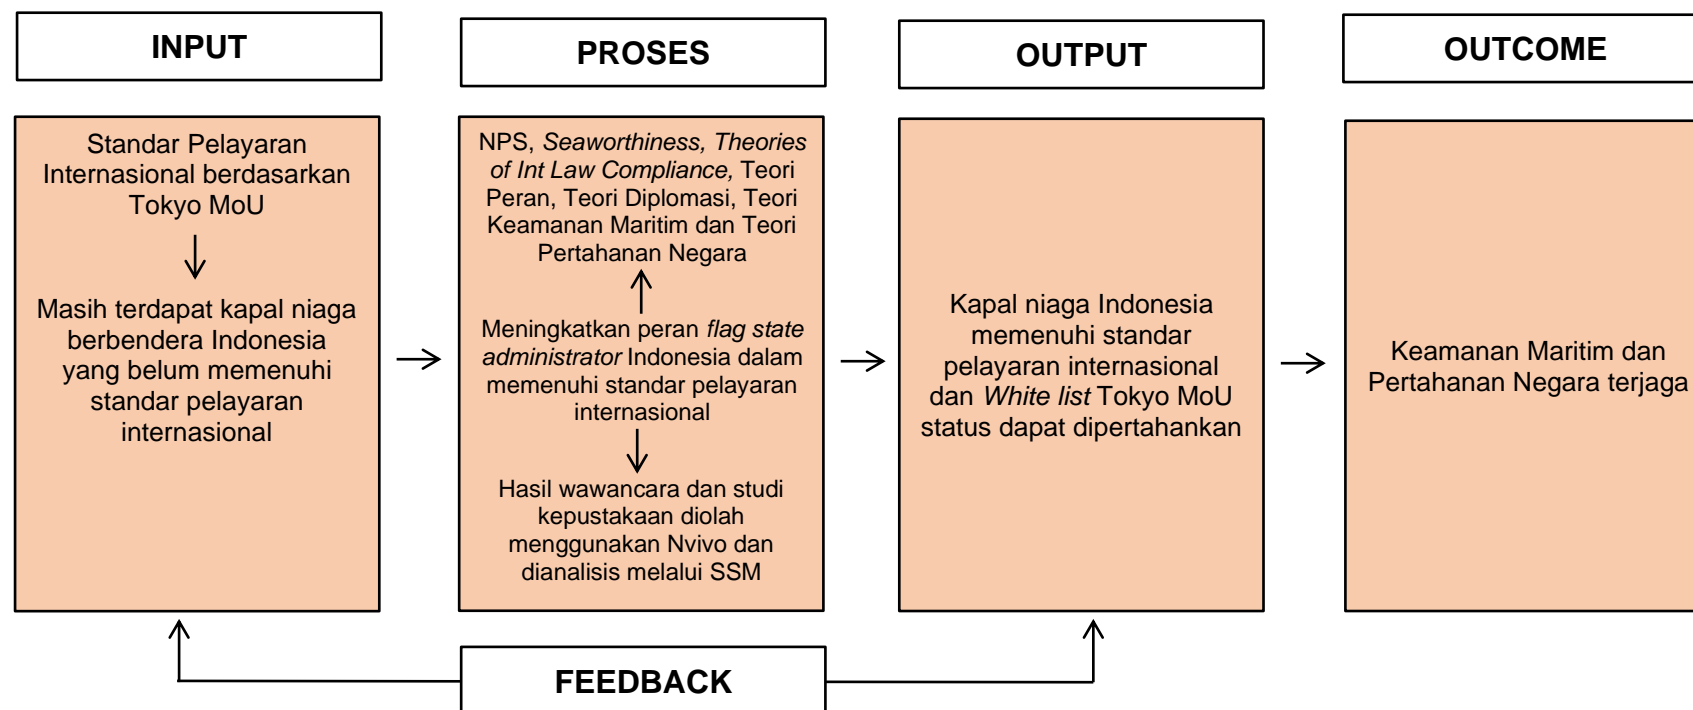 INPUT
Standar Pelayaran
Internasional berdasarkan
Tokyo MoU
Masih terdapat kapal niaga
berbendera Indonesia
yang belum memenuhi
standar pelayaran
internasional
PROSES
NPS, Seaworthiness, Theories
of Int Law Compliance, Teori
Peran, Teori Diplomasi, Teori
Keamanan Maritim dan Teori
Pertahanan Negara
Meningkatkan peran flag state
administrator Indonesia dalam
memenuhi standar pelayaran
internasional
Hasil wawancara dan studi
kepustakaan diolah
menggunakan Nvivo dan
dianalisis melalui SSM
OUTPUT
Kapal niaga Indonesia
memenuhi standar
pelayaran internasional
dan White list Tokyo MoU
status dapat dipertahankan
OUTCOME
Keamanan Maritim dan
Pertahanan Negara terjaga
FEEDBACK